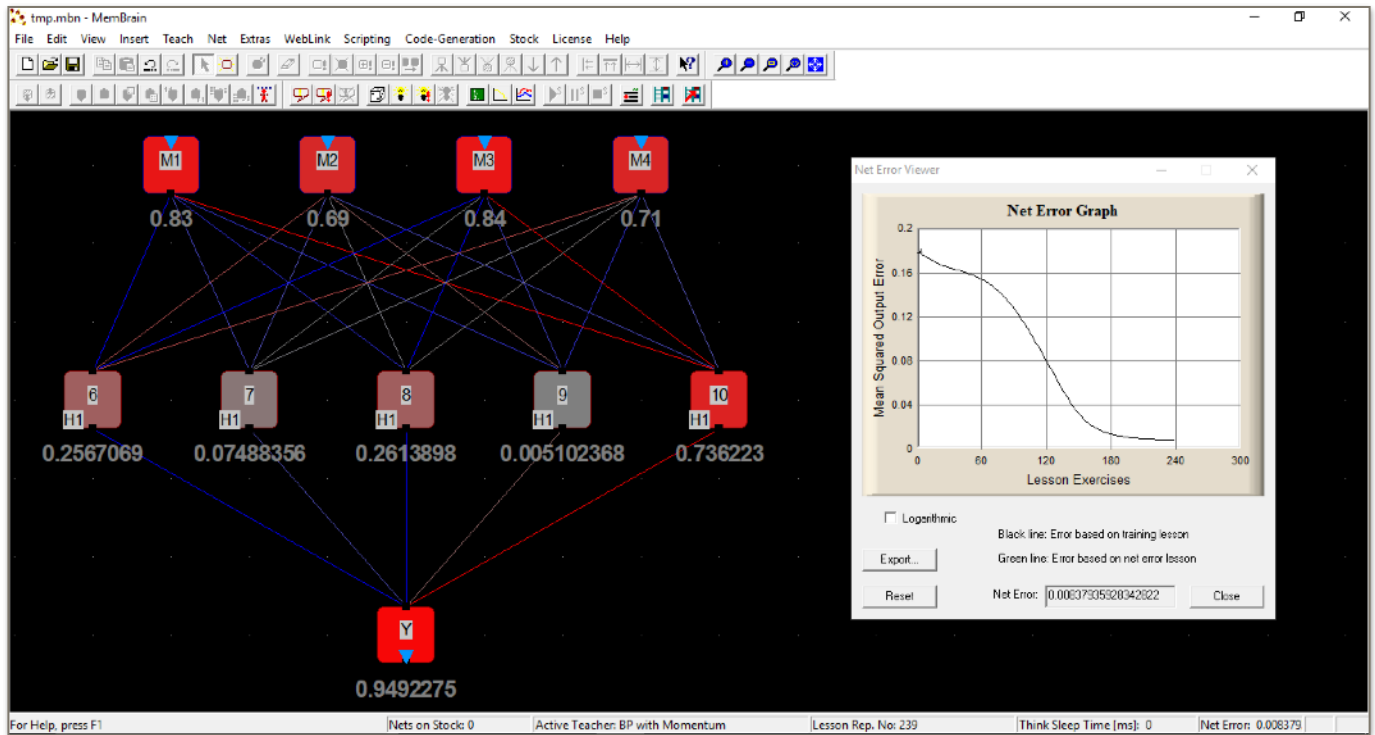 tmp.mbn - MemBrain
File Edit View Insert Teach Net Extras WebLink Scripting Code-Generation Stock License Help
M1 M2 M3 M4
0.83 0.69 0.84 0.71
6 7 8 9 10
H1 H1 H1 H1 H1
0.2567069 0.07488356 0.2613898 0.005102368 0.736223
Y
0.9492275
Net Error Viewer
Net Error Graph
Mean Squared Output Error
0.2
0.16
0.12
0.08
0.04
0
0 60 120 180 240 300
Lesson Exercises
Logarithmic
Black line: Error based on training lesson
Export... Green line: Error based on net error lesson
Reset Net Error: 0.00837935928342822 Close
For Help, press F1 Nets on Stock: 0 Active Teacher: BP with Momentum Lesson Rep. No: 239 Think Sleep Time [ms]: 0 Net Error: 0.008379